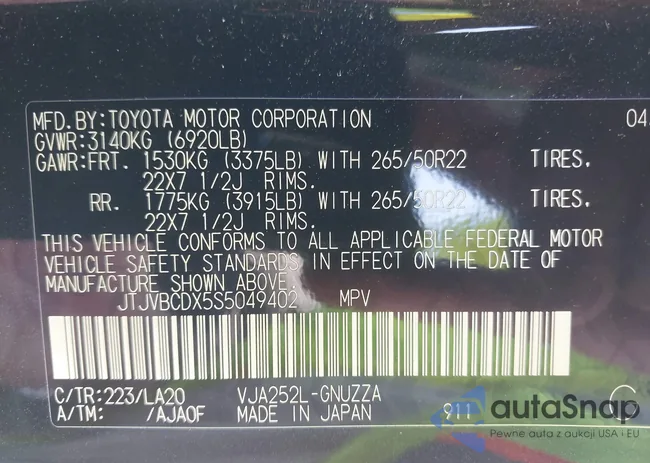 MFD.BY:TOYOTA MOTOR CORPORATION 04
GVWR:3140KG (6920LB)
GAWR:FRT. 1530KG (3375LB) WITH 265/50R22 TIRES.
22X7 1/2J RIMS.
RR. 1775KG (3915LB) WITH 265/50R22 TIRES.
22X7 1/2J RIMS.
THIS VEHICLE CONFORMS TO ALL APPLICABLE FEDERAL MOTOR
VEHICLE SAFETY STANDARDS IN EFFECT ON THE DATE OF
MANUFACTURE SHOWN ABOVE.
JTJVBCDX5S5049402 MPV
C/TR:223/LA20 VJA252L-GNUZZA
A/TM: /AJA0F MADE IN JAPAN 911
C
autaSnap
Pewne auta z aukcji USA i EU